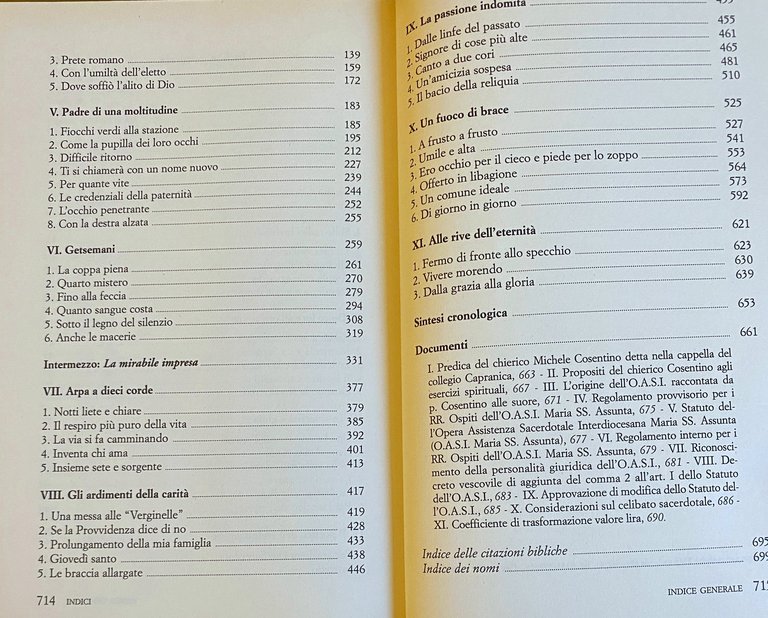 3. Prete romano 139
4. Con l'umiltà dell'eletto 159
5. Dove soffiò l'alito di Dio 172
V. Padre di una moltitudine 183
1. Fiocchi verdi alla stazione 185
2. Come la pupilla dei loro occhi 195
3. Difficile ritorno 212
4. Ti si chiamerà con un nome nuovo 227
5. Per quante vite 239
6. Le credenziali della paternità 244
7. L'occhio penetrante 252
8. Con la destra alzata 255
VI. Getsemani 259
1. La coppa piena 261
2. Quarto mistero 270
3. Fino alla feccia 279
4. Quanto sangue costa 294
5. Sotto il legno del silenzio 308
6. Anche le macerie 319
Intermezzo: La mirabile impresa 331
VII. Arpa a dieci corde 377
1. Notti liete e chiare 379
2. Il respiro più puro della vita 385
3. La via si fa camminando 392
4. Inventa chi ama 401
5. Insieme sete e sorgente 413
VIII. Gli ardimenti della carità 417
1. Una messa alle "Verginelle" 419
2. Se la Provvidenza dice di no 428
3. Prolungamento della mia famiglia 433
4. Giovedì santo 438
5. Le braccia allargate 446
714 INDICI
IX. La passione indomita
1. Dalle linfe del passato 455
2. Signore di cose più alte 461
3. Canto a due cori 465
4. Un'amicizia sospesa 481
5. Il bacio della reliquia 510
X. Un fuoco di brace 525
1. A frusto a frusto 527
2. Umile e alta 541
3. Ero occhio per il cieco e piede per lo zoppo 553
4. Offerto in libagione 564
5. Un comune ideale 573
6. Di giorno in giorno 592
XI. Alle rive dell'eternità 621
1. Fermo di fronte allo specchio 623
2. Vivere morendo 630
3. Dalla grazia alla gloria 639
Sintesi cronologica 653
Documenti 661
I. Predica del chierico Michele Cosentino detta nella cappella del
collegio Capranica, 663 - II. Propositi del chierico Cosentino agli
esercizi spirituali, 667 - III. L'origine dell'O.A.S.I. raccontata da
p. Cosentino alle suore, 671 - IV. Regolamento provvisorio per i
RR. Ospiti dell'O.A.S.I. Maria SS. Assunta, 675 - V. Statuto del-
l'Opera Assistenza Sacerdotale Interdiocesana Maria SS. Assunta
(O.A.S.I. Maria SS. Assunta), 677 - VI. Regolamento interno per i
RR. Ospiti dell'O.A.S.I. Maria SS. Assunta, 679 - VII. Riconosci-
mento della personalità giuridica dell'O.A.S.I., 681 - VIII. De-
creto vescovile di aggiunta del comma 2 all'art. I dello Statuto
dell'O.A.S.I., 683 - IX. Approvazione di modifica dello Statuto del-
l'O.A.S.I., 685 - X. Considerazioni sul celibato sacerdotale, 686 -
XI. Coefficiente di trasformazione valore lira, 690.
Indice delle citazioni bibliche 695
Indice dei nomi 699
INDICE GENERALE